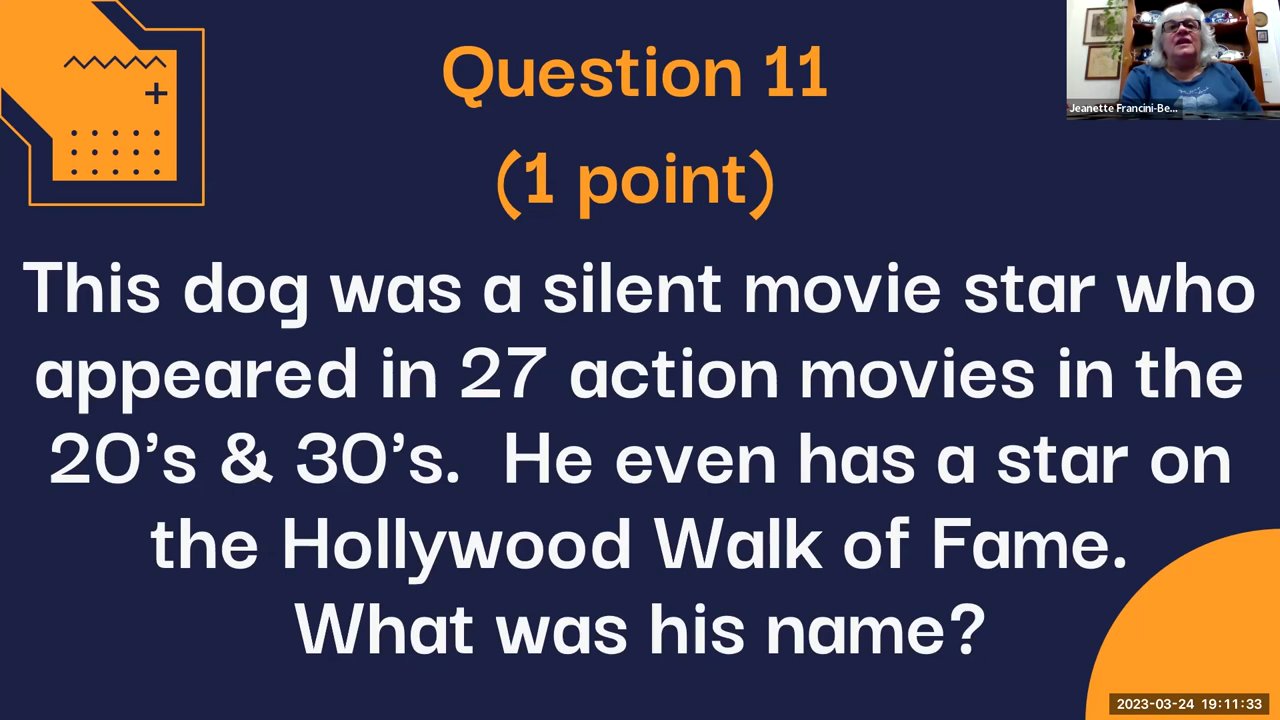 Question 11
(1 point)
This dog was a silent movie star who
appeared in 27 action movies in the
20’s & 30’s.  He even has a star on
the Hollywood Walk of Fame.
What was his name?
Jeanette Francini-Be...
2023-03-24 19:11:33